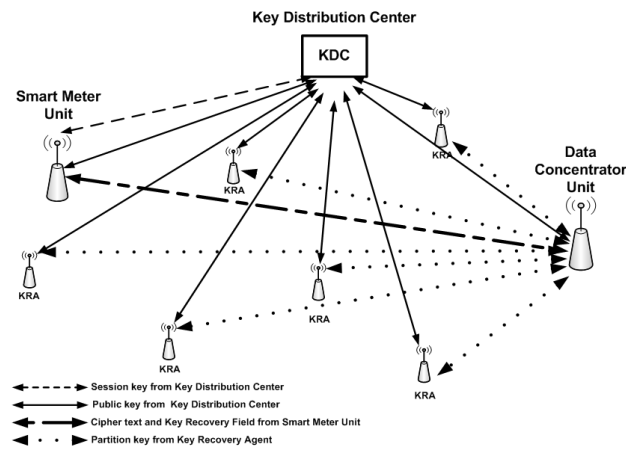 Key Distribution Center
KDC
Smart Meter
Unit
KRA
KRA
Data
Concentrator
Unit
KRA
KRA
KRA
KRA
Session key from Key Distribution Center
Public key from Key Distribution Center
Cipher text and Key Recovery Field from Smart Meter Unit
Partition key from Key Recovery Agent